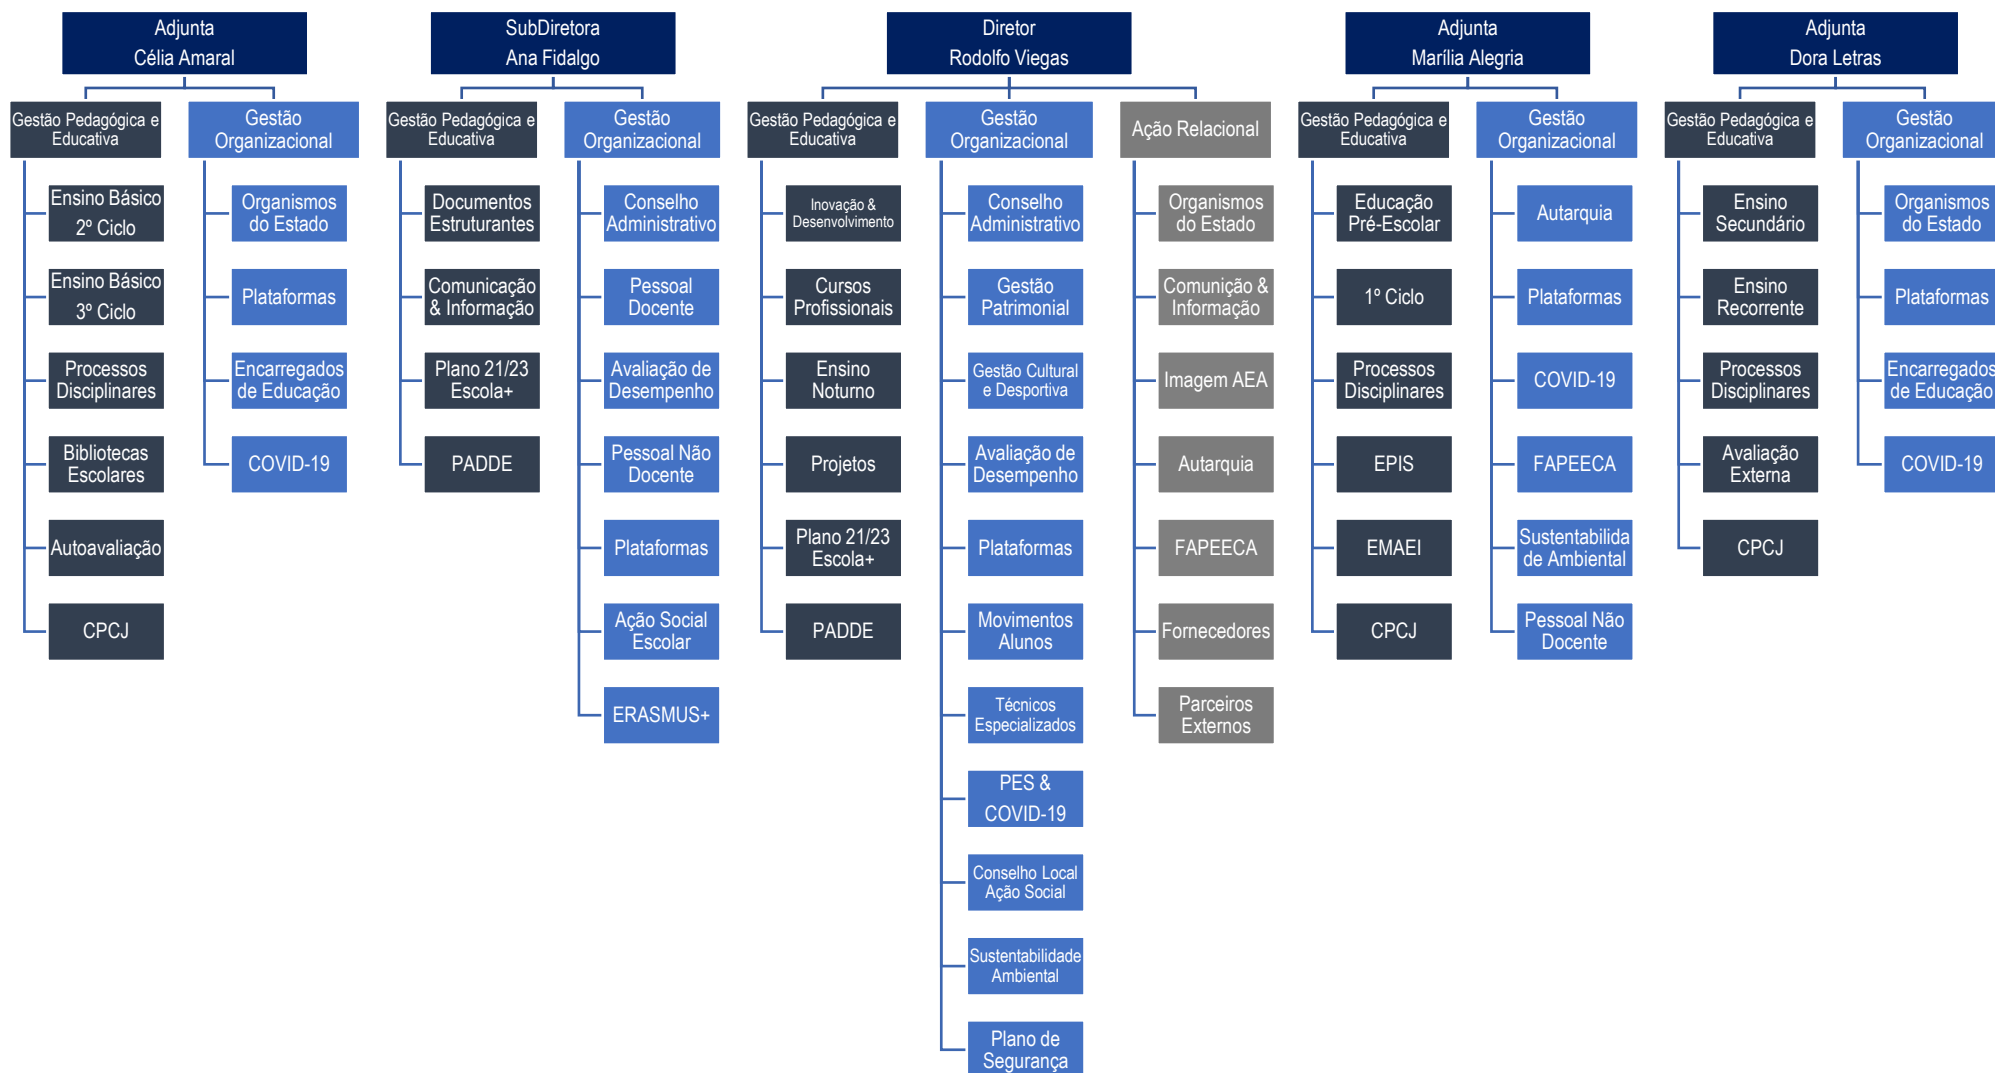 Adjunta
Célia Amaral
Gestão Pedagógica e
Educativa
Ensino Básico
2º Ciclo
Ensino Básico
3º Ciclo
Processos
Disciplinares
Bibliotecas
Escolares
Autoavaliação
CPCJ
Gestão
Organizacional
Organismos
do Estado
Plataformas
Encarregados
de Educação
COVID-19
SubDiretora
Ana Fidalgo
Gestão Pedagógica e
Educativa
Documentos
Estruturantes
Comunicação
& Informação
Plano 21/23
Escola+
PADDE
Gestão
Organizacional
Conselho
Administrativo
Pessoal
Docente
Avaliação de
Desempenho
Pessoal Não
Docente
Plataformas
Ação Social
Escolar
ERASMUS+
Diretor
Rodolfo Viegas
Gestão Pedagógica e
Educativa
Inovação &
Desenvolvimento
Cursos
Profissionais
Ensino
Noturno
Projetos
Plano 21/23
Escola+
PADDE
Gestão
Organizacional
Conselho
Administrativo
Gestão
Patrimonial
Gestão Cultural
e Desportiva
Avaliação de
Desempenho
Plataformas
Movimentos
Alunos
Técnicos
Especializados
PES &
COVID-19
Conselho Local
Ação Social
Sustentabilidade
Ambiental
Plano de
Segurança
Ação Relacional
Organismos
do Estado
Comunição &
Informação
Imagem AEA
Autarquia
FAPEECA
Fornecedores
Parceiros
Externos
Adjunta
Marília Alegria
Gestão Pedagógica e
Educativa
Educação
Pré-Escolar
1º Ciclo
Processos
Disciplinares
EPIS
EMAEI
CPCJ
Gestão
Organizacional
Autarquia
Plataformas
COVID-19
FAPEECA
Sustentabilida
de Ambiental
Pessoal Não
Docente
Adjunta
Dora Letras
Gestão Pedagógica e
Educativa
Ensino
Secundário
Ensino
Recorrente
Processos
Disciplinares
Avaliação
Externa
CPCJ
Gestão
Organizacional
Organismos
do Estado
Plataformas
Encarregados
de Educação
COVID-19